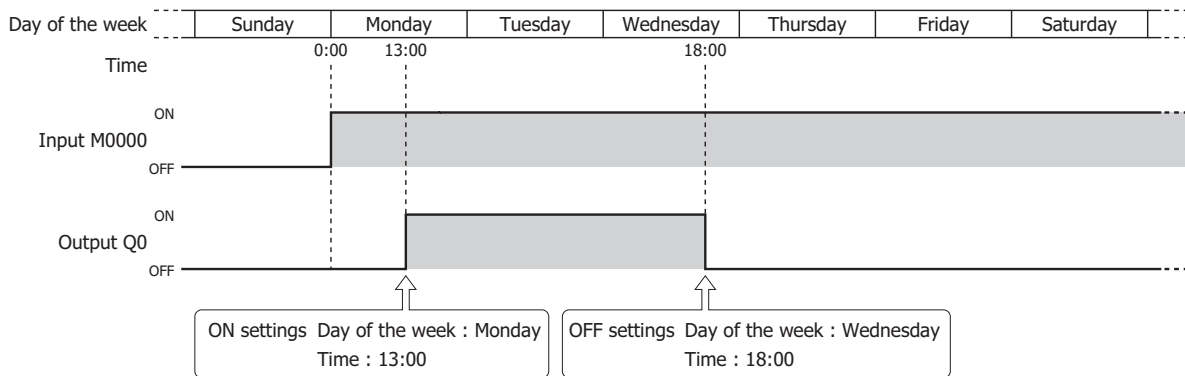 Day of the week Sunday Monday Tuesday Wednesday Thursday Friday Saturday
Time 0:00 13:00 18:00
ON
Input M0000
OFF
ON
Output Q0
OFF
ON settings Day of the week : Monday
Time : 13:00
OFF settings Day of the week : Wednesday
Time : 18:00